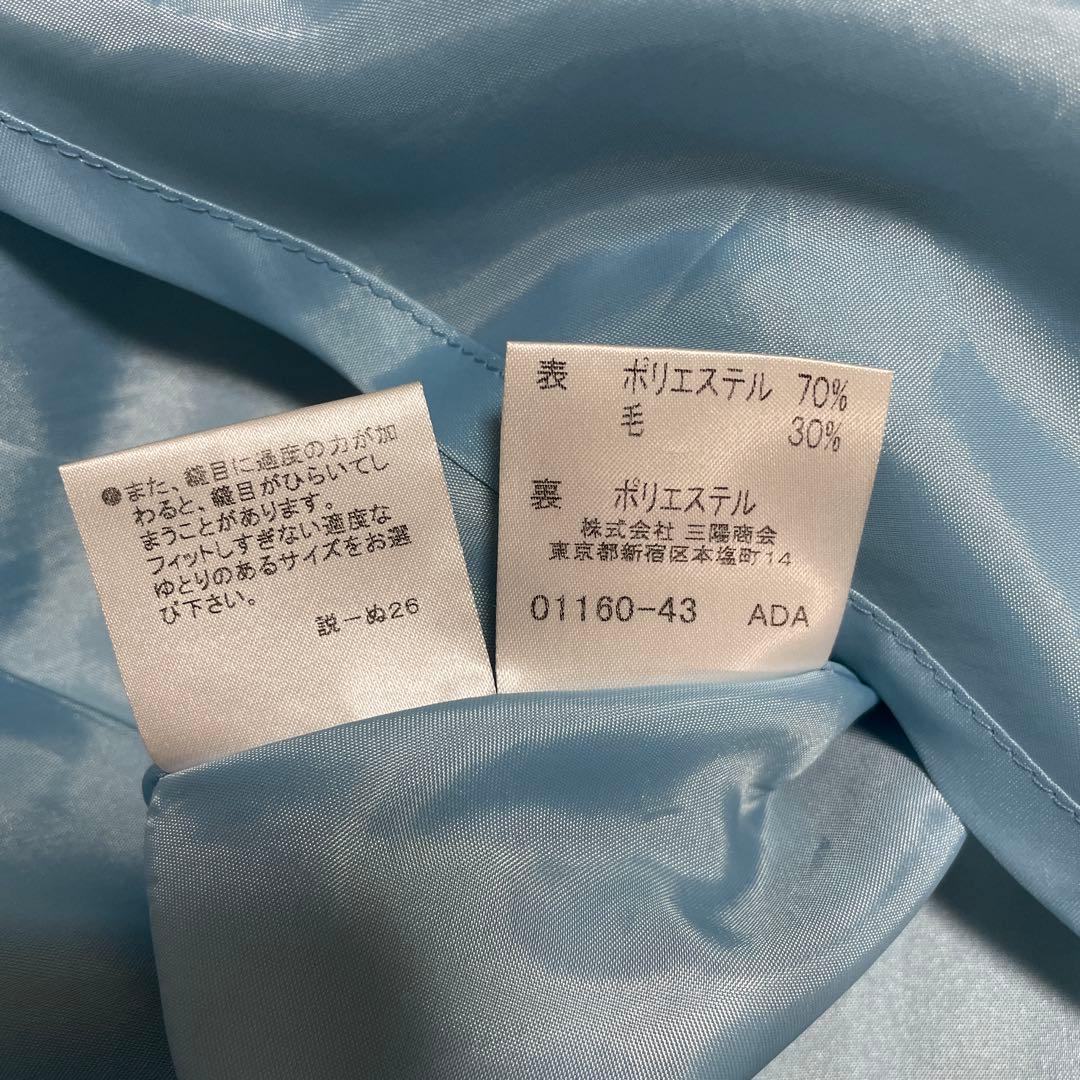 ●また、縫目に過度の力が加
わると、縫目がひらいてし
まうことがあります。
フィットしすぎない適度な
ゆとりのあるサイズをお選
び下さい。
説ーぬ26
表 ポリエステル 70%
毛 30%
裏 ポリエステル
株式会社 三陽商会
東京都新宿区本塩町14
01160-43 ADA